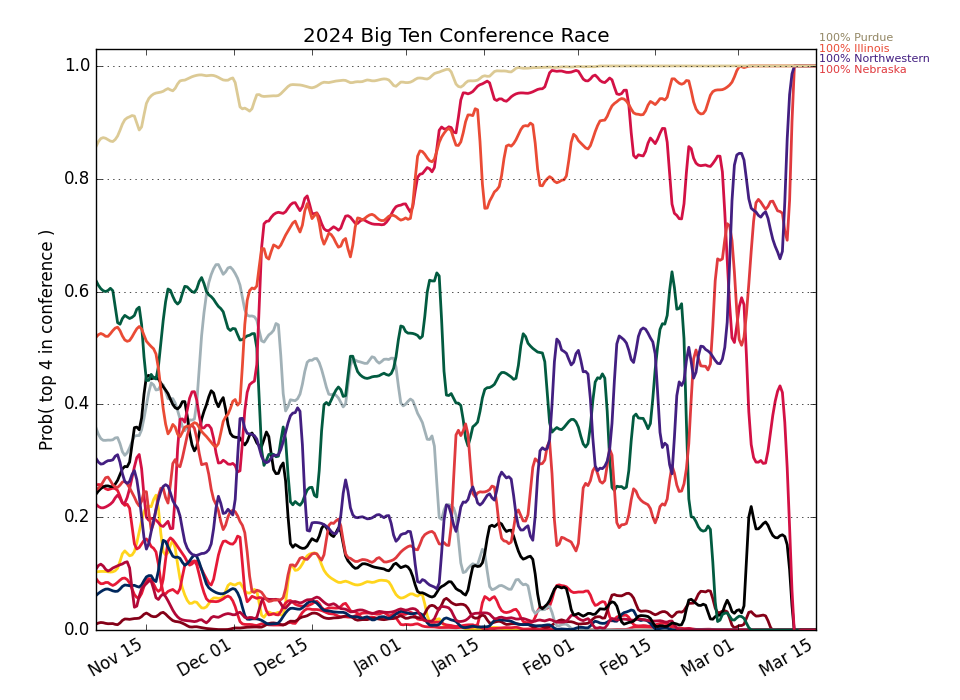 2024 Big Ten Conference Race
100% Purdue
100% Illinois
100% Northwestern
100% Nebraska
Prob( top 4 in conference )
1.0
0.8
0.6
0.4
0.2
0.0
Nov 15
Dec 01
Dec 15
Jan 01
Jan 15
Feb 01
Feb 15
Mar 01
Mar 15